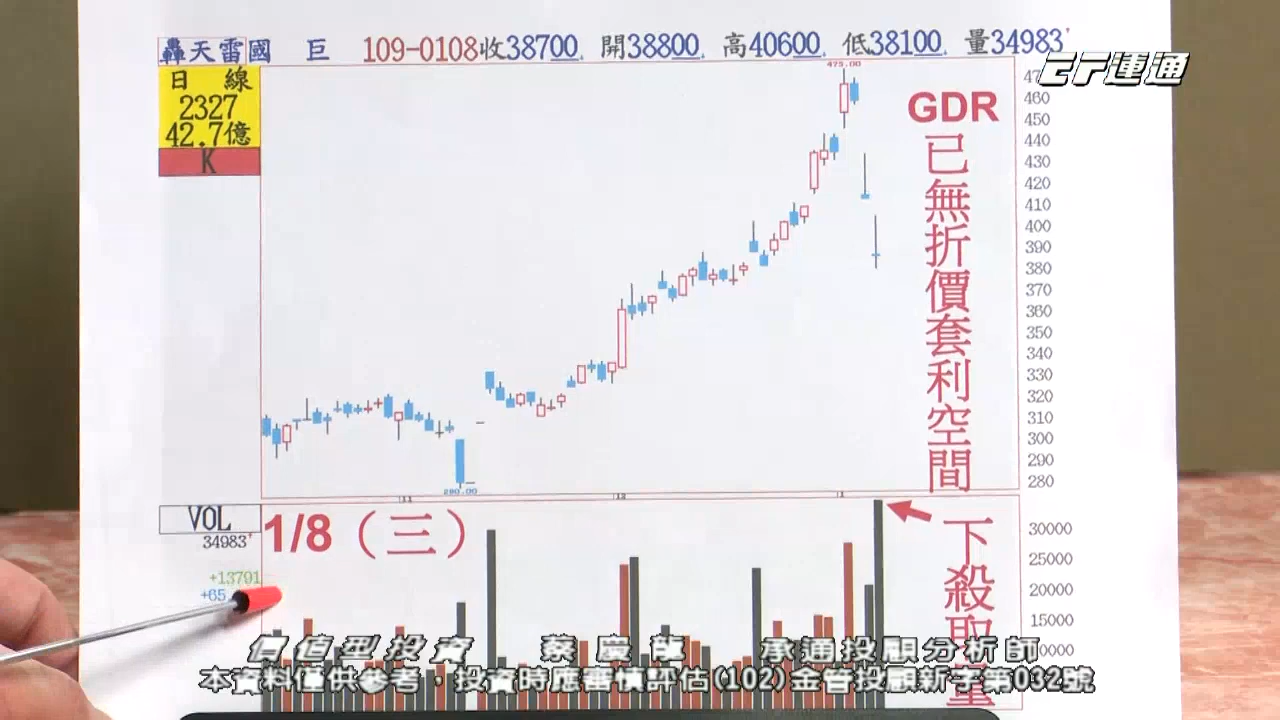 轟天雷國 巨 109-0108收38700. 開38800. 高40600. 低38100. 量34983'
CT運通
日 線
2327
42.7億
K
475.00
GDR
已無折價套利空間
460
450
440
430
420
410
400
390
380
370
360
350
340
330
320
310
300
290
280
280.00
11
12
1
VOL
34983'
+13701
+65
1/8（三）
下殺取量
30000
25000
20000
15000
價值型投資 蔡慶龍 承通投顧分析師
本資料僅供參考，投資時應審慎評估(102)金管投顧新字第032號